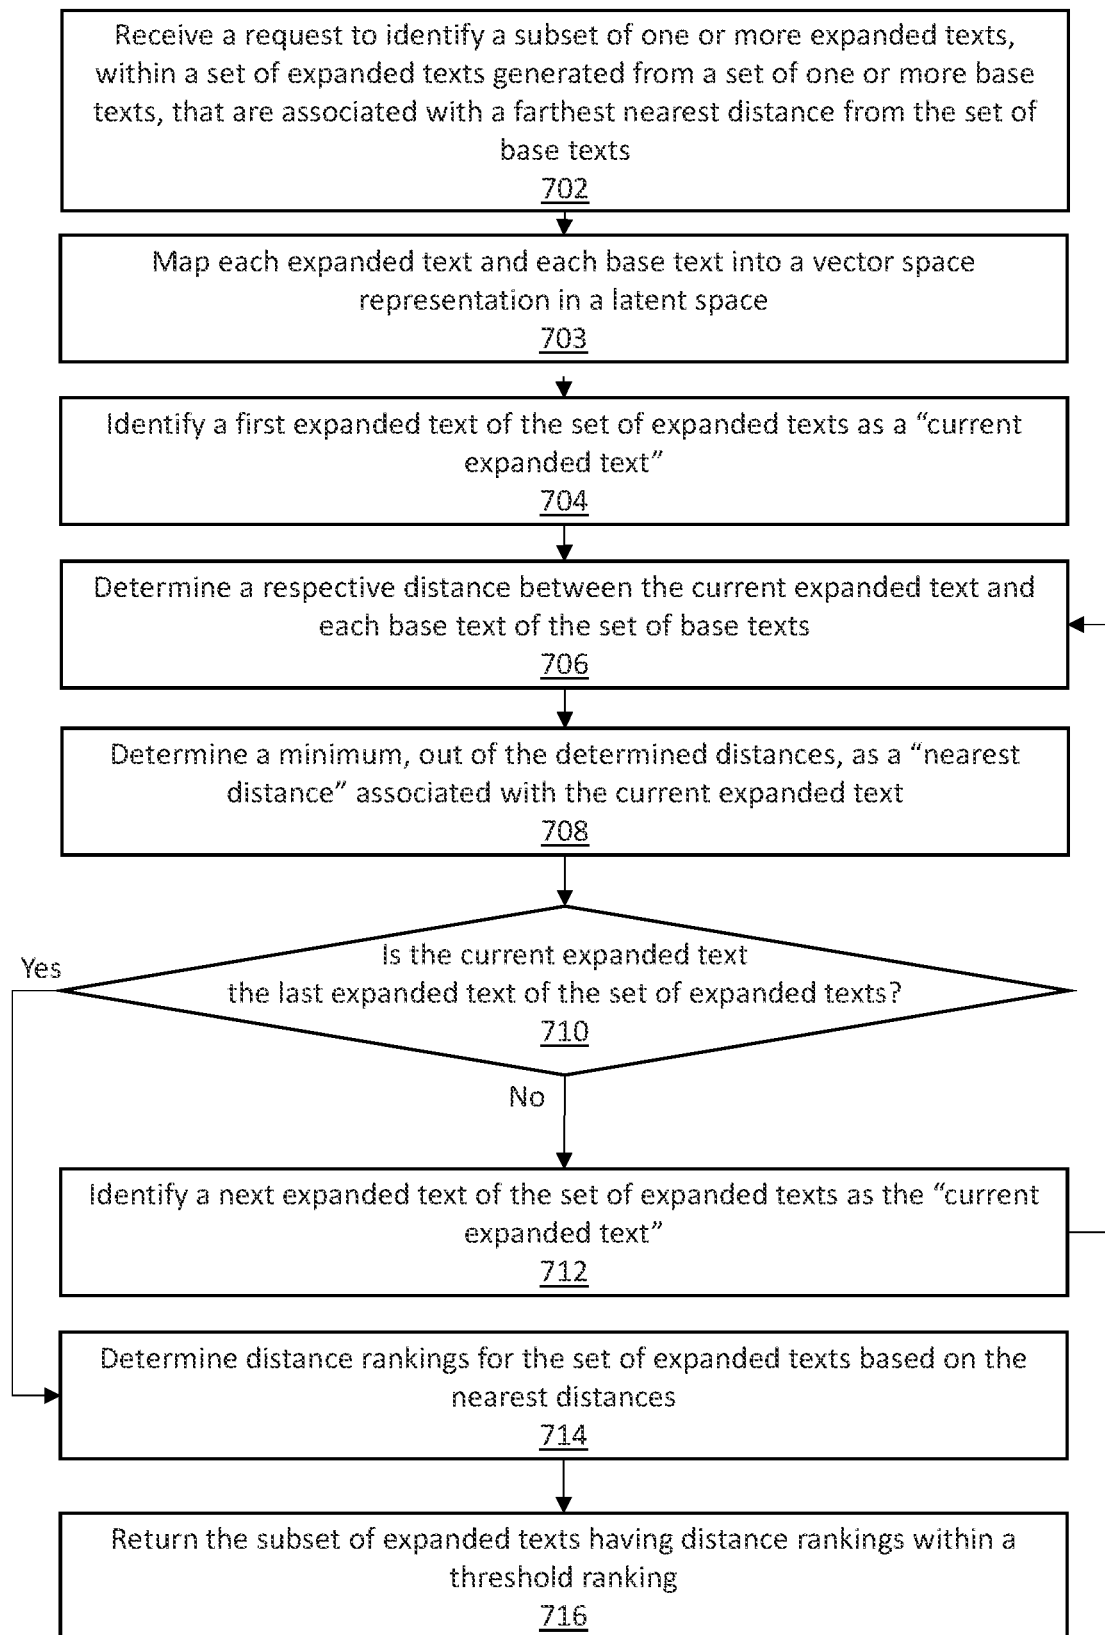 Receive a request to identify a subset of one or more expanded texts,
within a set of expanded texts generated from a set of one or more base
texts, that are associated with a farthest nearest distance from the set of
base texts
702
Map each expanded text and each base text into a vector space
representation in a latent space
703
Identify a first expanded text of the set of expanded texts as a “current
expanded text”
704
Determine a respective distance between the current expanded text and
each base text of the set of base texts
706
Determine a minimum, out of the determined distances, as a “nearest
distance” associated with the current expanded text
708
Is the current expanded text
Yes
the last expanded text of the set of expanded texts?
710
No
Identify a next expanded text of the set of expanded texts as the “current
expanded text”
712
Determine distance rankings for the set of expanded texts based on the
nearest distances
714
Return the subset of expanded texts having distance rankings within a
threshold ranking
716